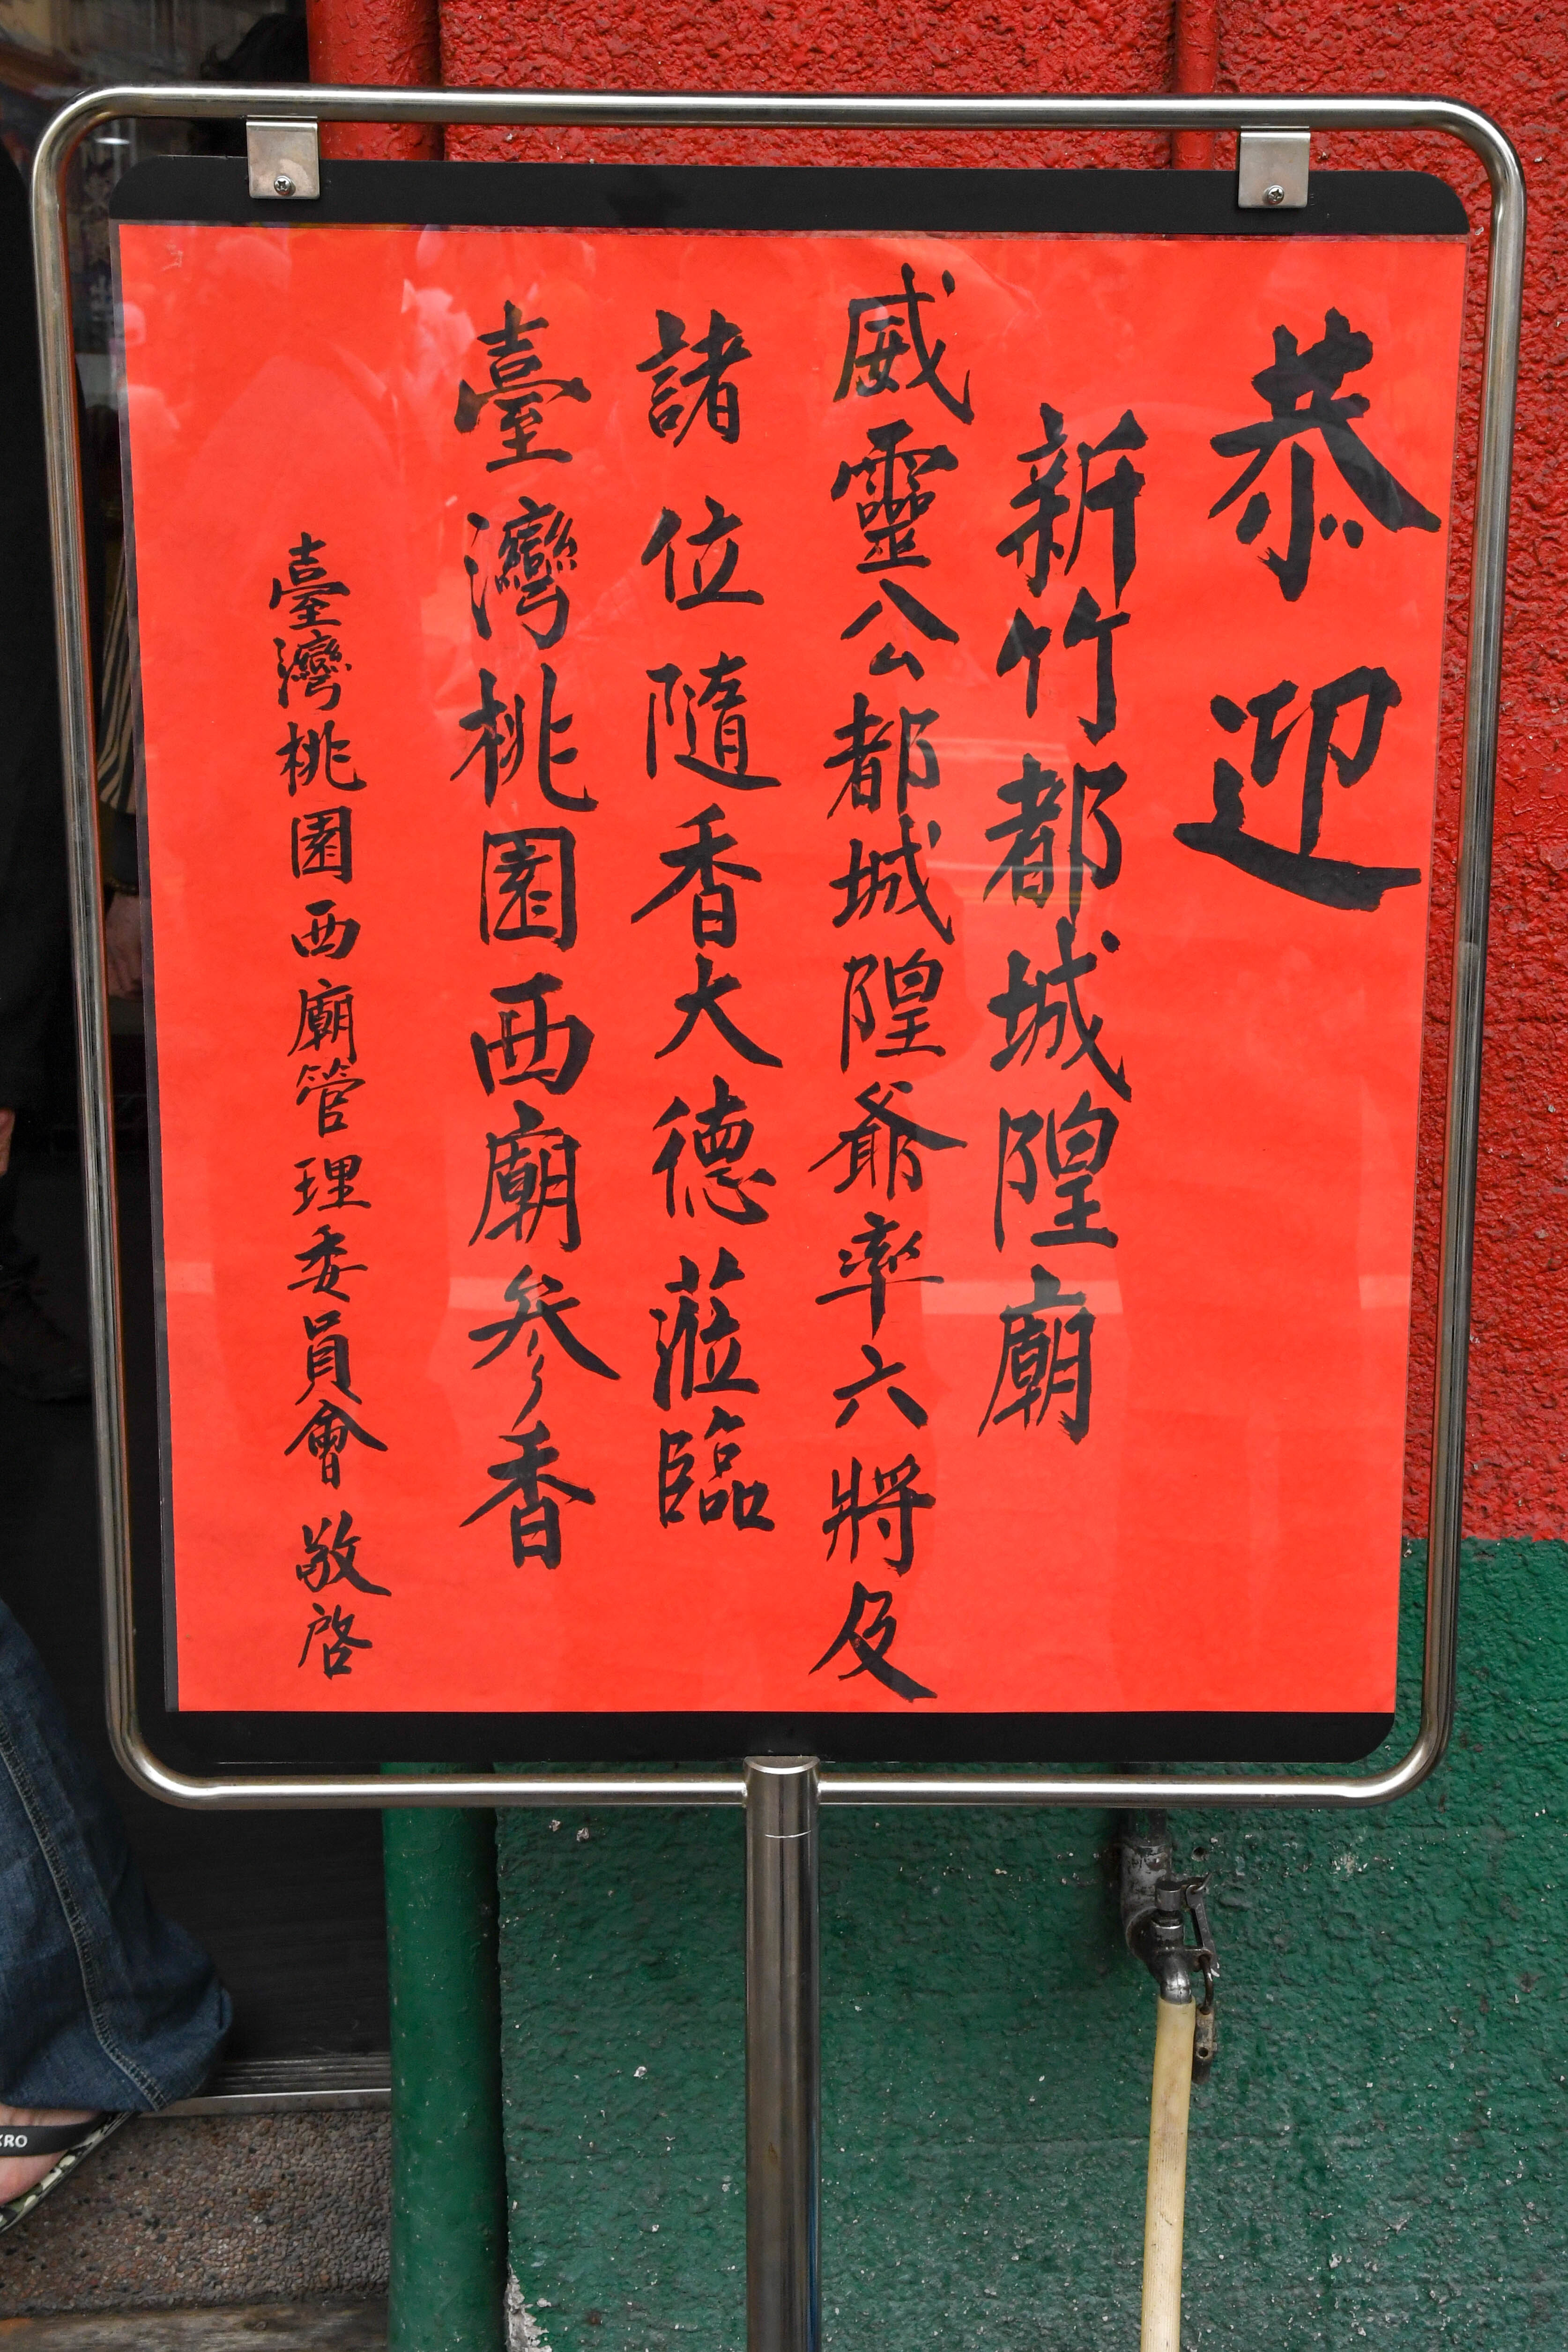 恭迎
新竹都城隍廟
威靈公都城隍爺率六將及
諸位隨香大德蒞臨
臺灣桃園西廟參香
臺灣桃園西廟管理委員會 敬啓
KRO